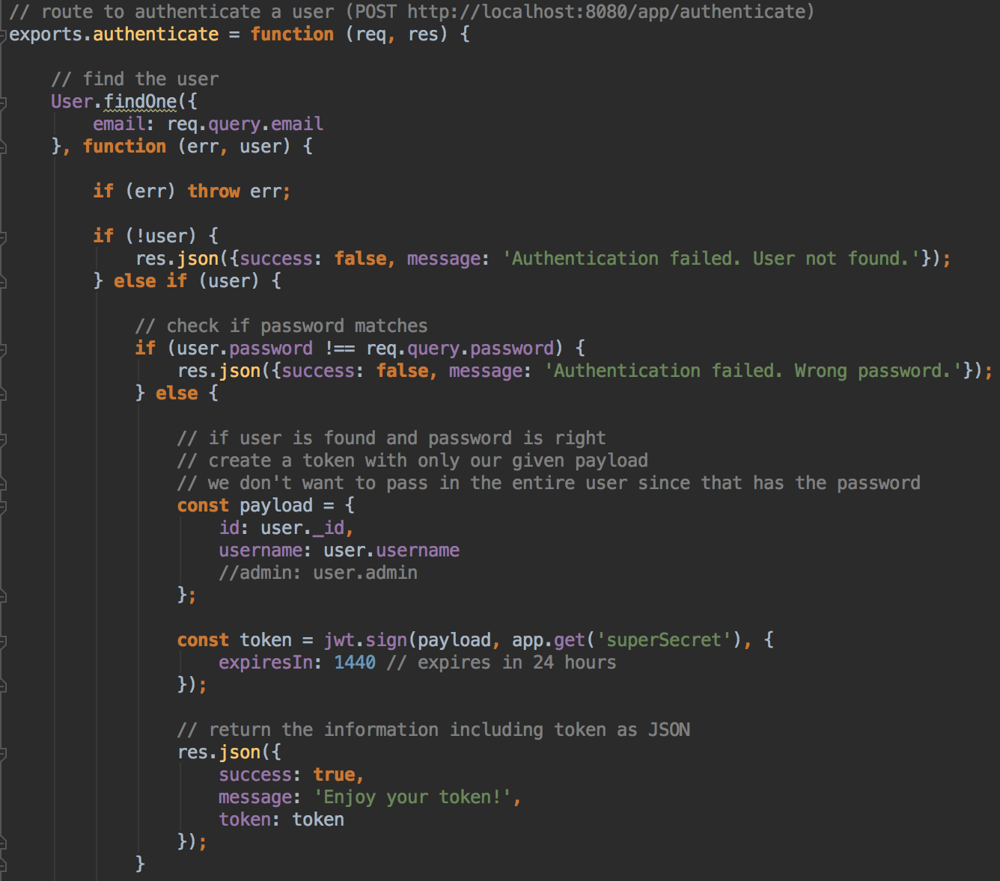 // route to authenticate a user (POST http://localhost:8080/app/authenticate)
exports.authenticate = function (req, res) {
// find the user
User.findOne({
email: req.query.email
}, function (err, user) {
if (err) throw err;
if (!user) {
res.json({success: false, message: 'Authentication failed. User not found.'});
} else if (user) {
// check if password matches
if (user.password !== req.query.password) {
res.json({success: false, message: 'Authentication failed. Wrong password.'});
} else {
// if user is found and password is right
// create a token with only our given payload
// we don't want to pass in the entire user since that has the password
const payload = {
id: user._id,
username: user.username
//admin: user.admin
};
const token = jwt.sign(payload, app.get('superSecret'), {
expiresIn: 1440 // expires in 24 hours
});
// return the information including token as JSON
res.json({
success: true,
message: 'Enjoy your token!',
token: token
});
}